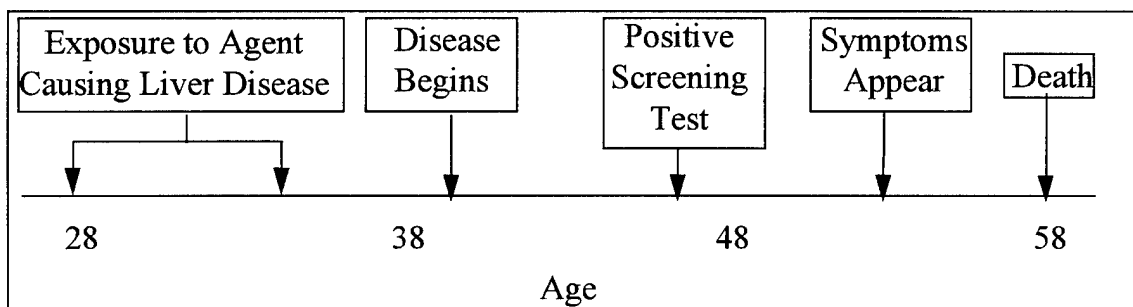 Exposure to Agent
Causing Liver Disease
Disease
Begins
Positive
Screening
Test
Symptoms
Appear
Death
28 38 48 58
Age